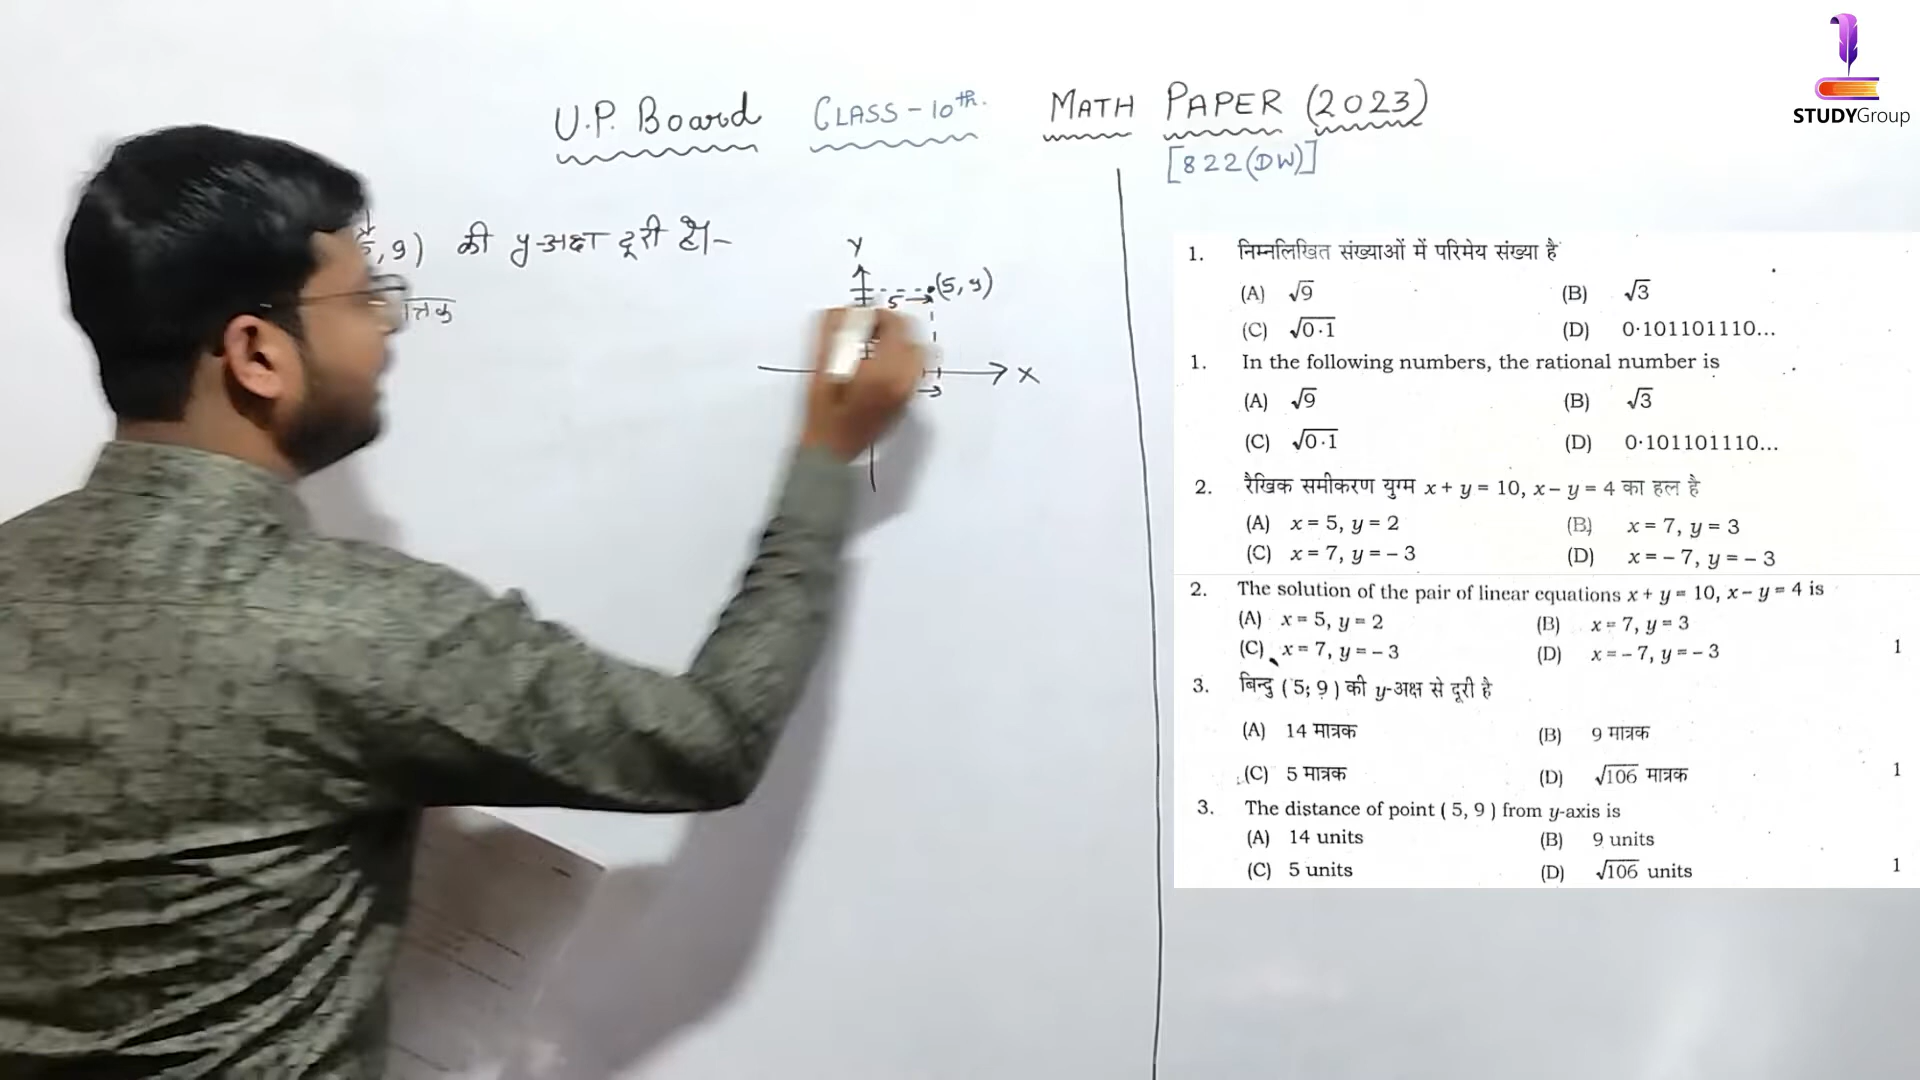 STUDYGroup
U.P. Board CLASS-10th. MATH PAPER (2023)
[822(DW)]
,9) की y-अक्ष दूरी है।-
त्रक
Y
(5, 9)
5
X
1. निम्नलिखित संख्याओं में परिमेय संख्या है
(A) √9 (B) √3
(C) √0·1 (D) 0·101101110...
1. In the following numbers, the rational number is
(A) √9 (B) √3
(C) √0·1 (D) 0·101101110...
2. रैखिक समीकरण युग्म x + y = 10, x – y = 4 का हल है
(A) x = 5, y = 2 (B) x = 7, y = 3
(C) x = 7, y = – 3 (D) x = – 7, y = – 3
2. The solution of the pair of linear equations x + y = 10, x – y = 4 is
(A) x = 5, y = 2 (B) x = 7, y = 3
(C) x = 7, y = – 3 (D) x = – 7, y = – 3 1
3. बिन्दु ( 5; 9 ) की y-अक्ष से दूरी है
(A) 14 मात्रक (B) 9 मात्रक
(C) 5 मात्रक (D) √106 मात्रक 1
3. The distance of point ( 5, 9 ) from y-axis is
(A) 14 units (B) 9 units
(C) 5 units (D) √106 units 1